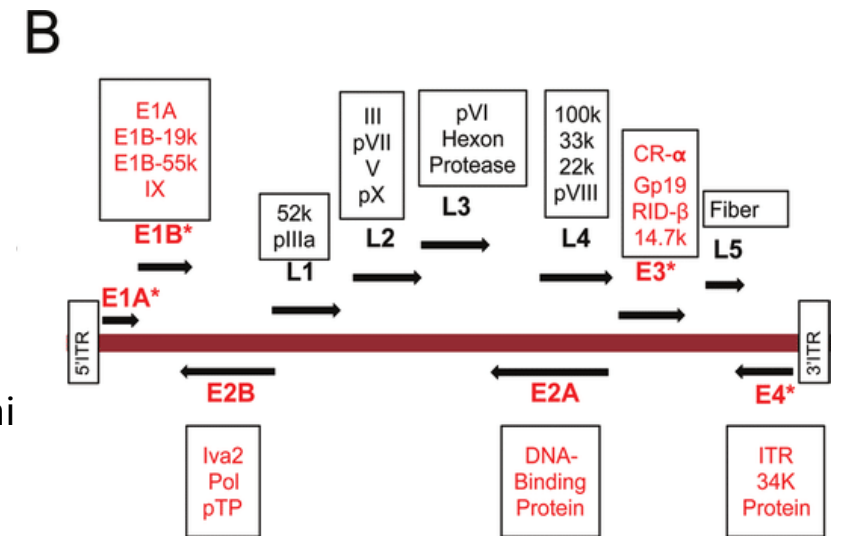 B
E1A
E1B-19k
E1B-55k
IX
E1B*
E1A*
52k
pIIIa
L1
III
pVII
V
pX
L2
pVI
Hexon
Protease
L3
100k
33k
22k
pVIII
L4
CR-α
Gp19
RID-β
14.7k
E3*
Fiber
L5
5'ITR
3'ITR
E2B
E2A
E4*
ni
Iva2
Pol
pTP
DNA-
Binding
Protein
ITR
34K
Protein